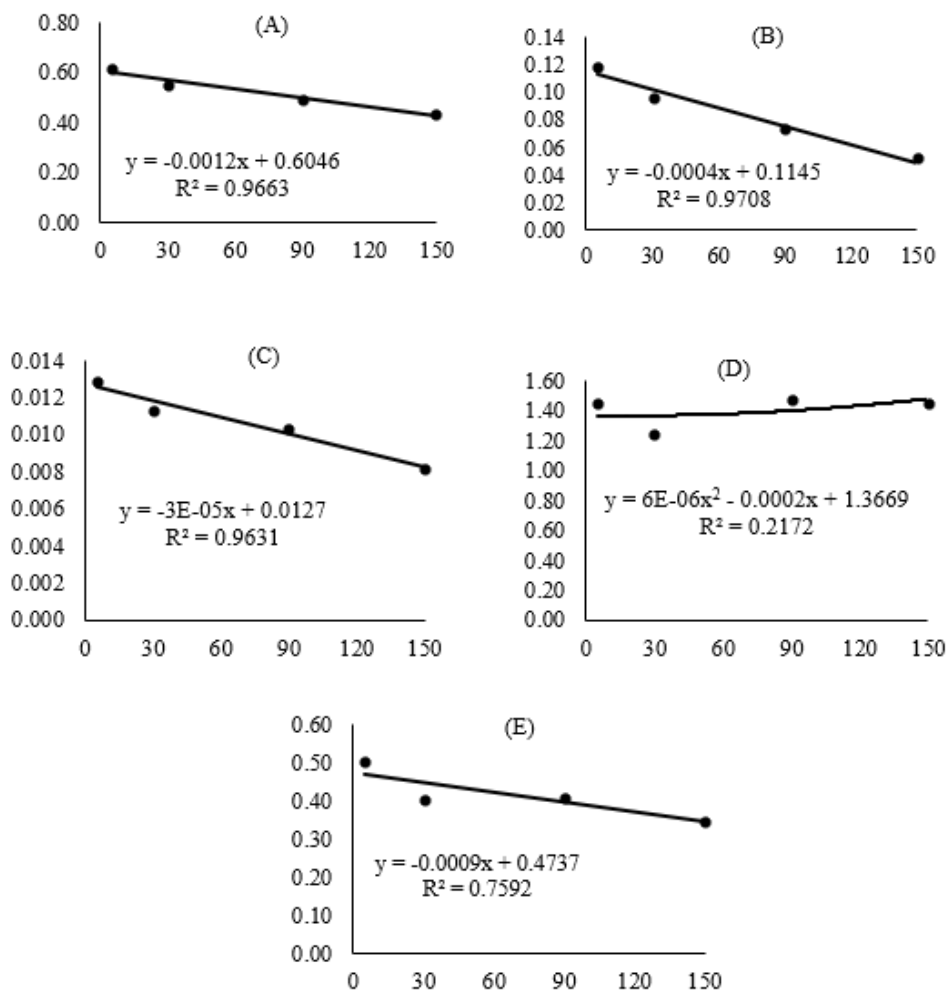 (A)
0.80
0.60
0.40
0.20
0.00
y = -0.0012x + 0.6046
R² = 0.9663
0 30 60 90 120 150
(B)
0.14
0.12
0.10
0.08
0.06
0.04
0.02
0.00
y = -0.0004x + 0.1145
R² = 0.9708
0 30 60 90 120 150
(C)
0.014
0.012
0.010
0.008
0.006
0.004
0.002
0.000
y = -3E-05x + 0.0127
R² = 0.9631
0 30 60 90 120 150
(D)
1.60
1.40
1.20
1.00
0.80
0.60
0.40
0.20
0.00
y = 6E-06x² - 0.0002x + 1.3669
R² = 0.2172
0 30 60 90 120 150
(E)
0.60
0.50
0.40
0.30
0.20
0.10
0.00
y = -0.0009x + 0.4737
R² = 0.7592
0 30 60 90 120 150